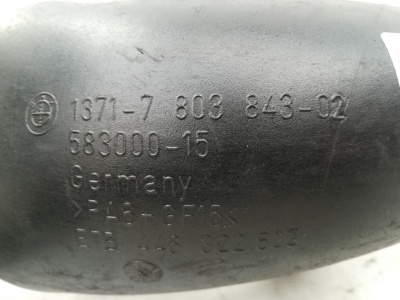 1371-7 803 843-02
583000-15
Germany
>PA6-GF15<